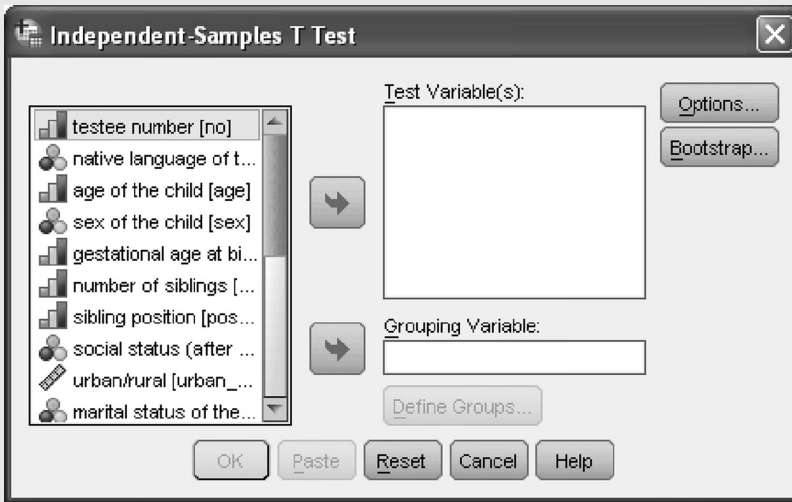 Independent-Samples T Test
testee number [no]
native language of t...
age of the child [age]
sex of the child [sex]
gestational age at bi...
number of siblings [...
sibling position [pos...
social status (after ...
urban/rural [urban_...
marital status of the...
Test Variable(s):
Grouping Variable:
Define Groups...
Options...
Bootstrap...
OK
Paste
Reset
Cancel
Help